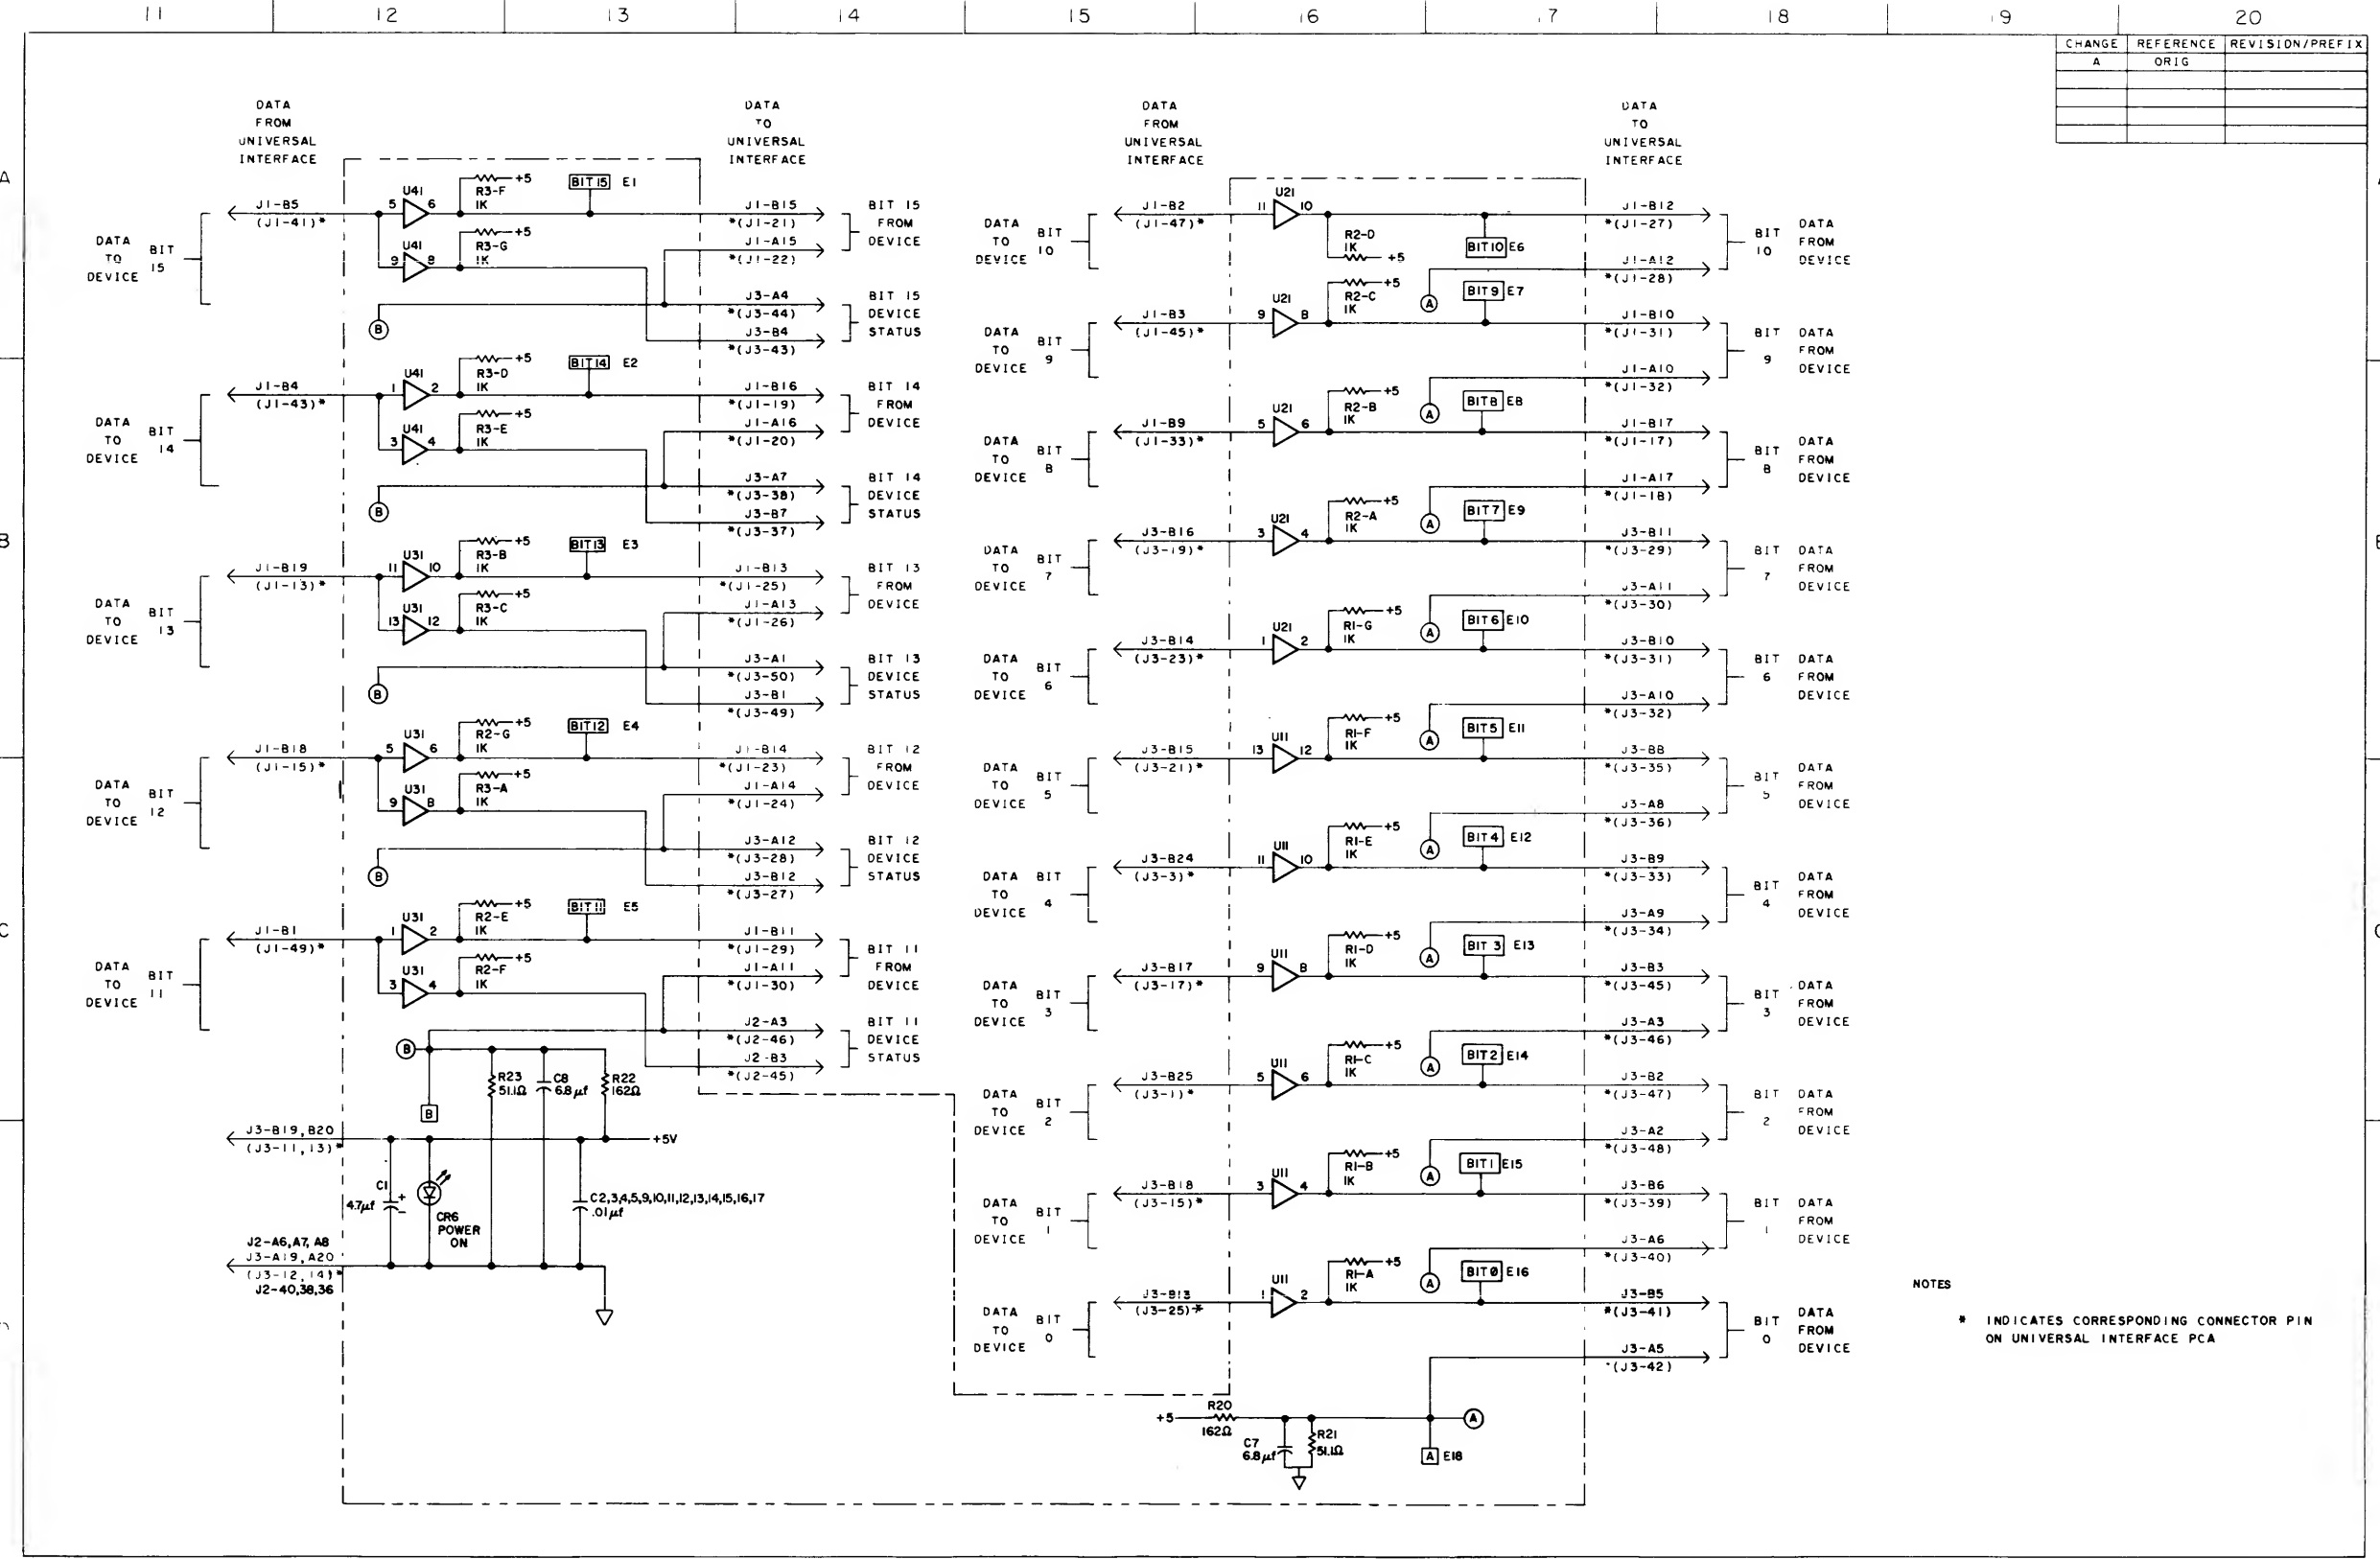 11 12 13 14 15 16 17 18 19 20
CHANGE REFERENCE REVISION/PREFIX
A ORIG
A
B
C
DATA FROM UNIVERSAL INTERFACE
DATA TO UNIVERSAL INTERFACE
DATA TO DEVICE BIT 15
J1-B5
(J1-41)*
5 U41 6
R3-F 1K +5
BIT15 E1
9 U41 8
R3-G 1K +5
J1-B15
*(J1-21)
J1-A15
*(J1-22)
BIT 15 FROM DEVICE
B
J3-A4
*(J3-44)
J3-B4
*(J3-43)
BIT 15 DEVICE STATUS
DATA TO DEVICE BIT 14
J1-B4
(J1-43)*
1 U41 2
R3-D 1K +5
BIT14 E2
3 U41 4
R3-E 1K +5
J1-B16
*(J1-19)
J1-A16
*(J1-20)
BIT 14 FROM DEVICE
B
J3-A7
*(J3-38)
J3-B7
*(J3-37)
BIT 14 DEVICE STATUS
DATA TO DEVICE BIT 13
J1-B19
(J1-13)*
11 U31 10
R3-B 1K +5
BIT13 E3
13 U31 12
R3-C 1K +5
J1-B13
*(J1-25)
J1-A13
*(J1-26)
BIT 13 FROM DEVICE
B
J3-A1
*(J3-50)
J3-B1
*(J3-49)
BIT 13 DEVICE STATUS
DATA TO DEVICE BIT 12
J1-B18
(J1-15)*
5 U31 6
R2-G 1K +5
BIT12 E4
9 U31 8
R3-A 1K +5
J1-B14
*(J1-23)
J1-A14
*(J1-24)
BIT 12 FROM DEVICE
B
J3-A12
*(J3-28)
J3-B12
*(J3-27)
BIT 12 DEVICE STATUS
DATA TO DEVICE BIT 11
J1-B1
(J1-49)*
1 U31 2
R2-E 1K +5
BIT11 E5
3 U31 4
R2-F 1K +5
J1-B11
*(J1-29)
J1-A11
*(J1-30)
BIT 11 FROM DEVICE
J2-A3
*(J2-46)
J2-B3
*(J2-45)
BIT 11 DEVICE STATUS
B
B
R23 51.1Ω
C8 6.8µf
R22 162Ω
J3-B19, B20
(J3-11, 13)*
+5V
C1 4.7µf + −
CR6 POWER ON
C2,3,4,5,9,10,11,12,13,14,15,16,17
.01µf
J2-A6, A7, A8
J3-A19, A20
(J3-12, 14)*
J2-40,38,36
DATA FROM UNIVERSAL INTERFACE
DATA TO UNIVERSAL INTERFACE
DATA TO DEVICE BIT 10
J1-B2
(J1-47)*
11 U21 10
R2-D 1K +5
BIT10 E6
J1-B12
*(J1-27)
J1-A12
*(J1-28)
A
BIT 10 DATA FROM DEVICE
DATA TO DEVICE BIT 9
J1-B3
(J1-45)*
9 U21 8
R2-C 1K +5
BIT9 E7
J1-B10
*(J1-31)
J1-A10
*(J1-32)
A
BIT 9 DATA FROM DEVICE
DATA TO DEVICE BIT 8
J1-B9
(J1-33)*
5 U21 6
R2-B 1K +5
BIT8 E8
J1-B17
*(J1-17)
J1-A17
*(J1-18)
A
BIT 8 DATA FROM DEVICE
DATA TO DEVICE BIT 7
J3-B16
(J3-19)*
3 U21 4
R2-A 1K +5
BIT7 E9
J3-B11
*(J3-29)
J3-A11
*(J3-30)
A
BIT 7 DATA FROM DEVICE
DATA TO DEVICE BIT 6
J3-B14
(J3-23)*
1 U21 2
R1-G 1K +5
BIT6 E10
J3-B10
*(J3-31)
J3-A10
*(J3-32)
A
BIT 6 DATA FROM DEVICE
DATA TO DEVICE BIT 5
J3-B15
(J3-21)*
13 U11 12
R1-F 1K +5
BIT5 E11
J3-B8
*(J3-35)
J3-A8
*(J3-36)
A
BIT 5 DATA FROM DEVICE
DATA TO DEVICE BIT 4
J3-B24
(J3-3)*
11 U11 10
R1-E 1K +5
BIT4 E12
J3-B9
*(J3-33)
J3-A9
*(J3-34)
A
BIT 4 DATA FROM DEVICE
DATA TO DEVICE BIT 3
J3-B17
(J3-17)*
9 U11 8
R1-D 1K +5
BIT 3 E13
J3-B3
*(J3-45)
J3-A3
*(J3-46)
A
BIT 3 DATA FROM DEVICE
DATA TO DEVICE BIT 2
J3-B25
(J3-1)*
5 U11 6
R1-C 1K +5
BIT2 E14
J3-B2
*(J3-47)
J3-A2
*(J3-48)
A
BIT 2 DATA FROM DEVICE
DATA TO DEVICE BIT 1
J3-B18
(J3-15)*
3 U11 4
R1-B 1K +5
BIT1 E15
J3-B6
*(J3-39)
J3-A6
*(J3-40)
A
BIT 1 DATA FROM DEVICE
DATA TO DEVICE BIT 0
J3-B13
(J3-25)*
1 U11 2
R1-A 1K +5
BIT0 E16
J3-B5
*(J3-41)
J3-A5
*(J3-42)
BIT 0 DATA FROM DEVICE
+5 R20 162Ω
C7 6.8µf
R21 51.1Ω
A
A E18
NOTES
* INDICATES CORRESPONDING CONNECTOR PIN
ON UNIVERSAL INTERFACE PCA